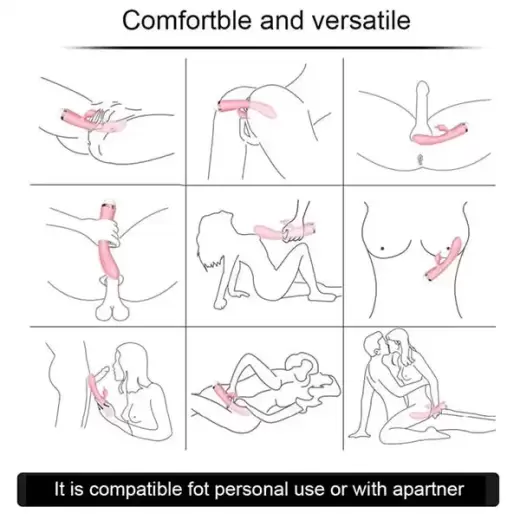 Comfortble and versatile
It is compatible fot personal use or with apartner